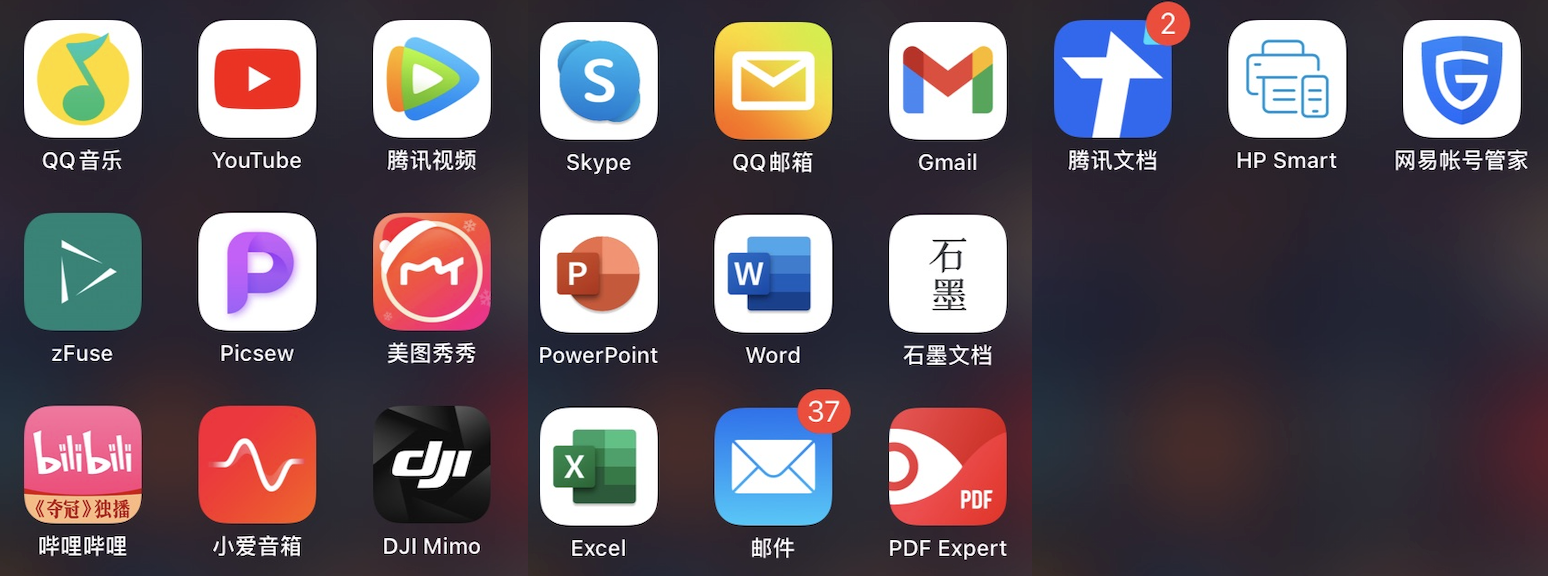 2
QQ音乐 YouTube 腾讯视频 Skype QQ邮箱 Gmail 腾讯文档 HP Smart 网易帐号管家
P W 石墨
zFuse Picsew 美图秀秀 PowerPoint Word 石墨文档
37
bilibili dji X PDF
《夺冠》独播
哔哩哔哩 小爱音箱 DJI Mimo Excel 邮件 PDF Expert